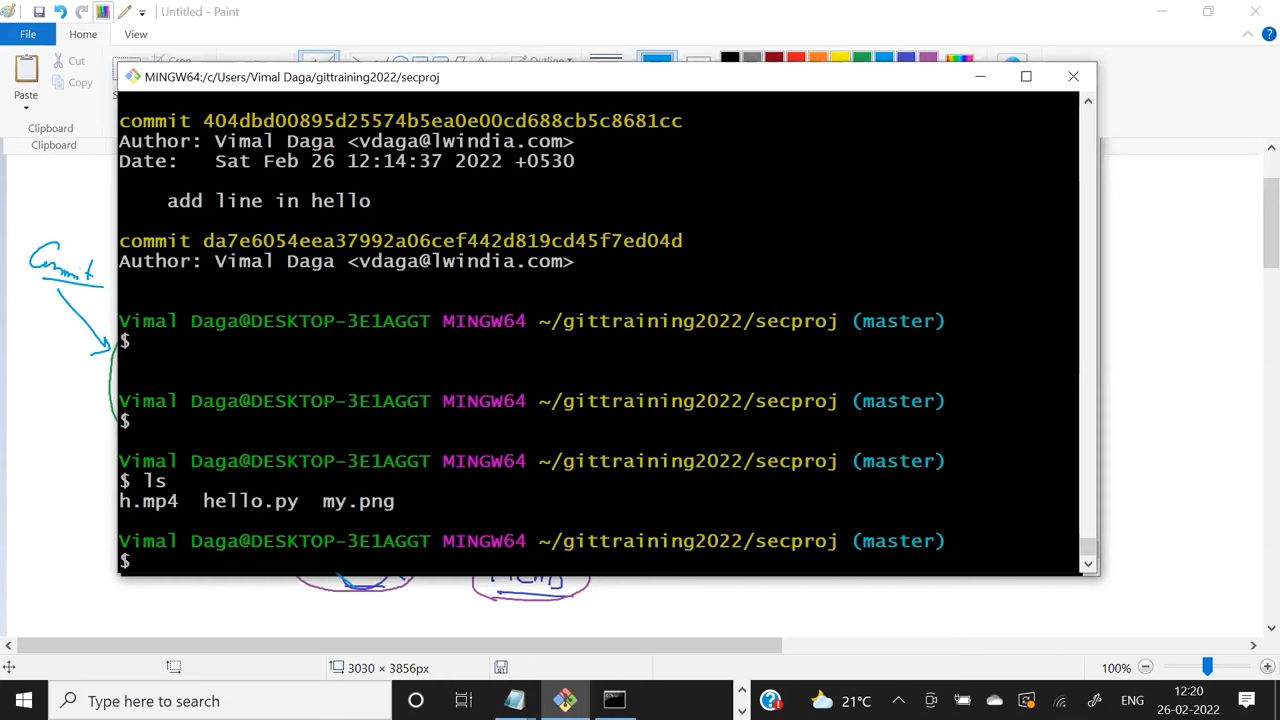 Untitled - Paint
File Home View
Cut
Copy
Paste
Clipboard
Clipboard
MINGW64:/c/Users/Vimal Daga/gittraining2022/secproj
commit 404dbd00895d25574b5ea0e00cd688cb5c8681cc
Author: Vimal Daga <vdaga@lwindia.com>
Date:   Sat Feb 26 12:14:37 2022 +0530
add line in hello
commit da7e6054eea37992a06cef442d819cd45f7ed04d
Author: Vimal Daga <vdaga@lwindia.com>
Commit
Vimal Daga@DESKTOP-3E1AGGT MINGW64 ~/gittraining2022/secproj (master)
$
Vimal Daga@DESKTOP-3E1AGGT MINGW64 ~/gittraining2022/secproj (master)
$
Vimal Daga@DESKTOP-3E1AGGT MINGW64 ~/gittraining2022/secproj (master)
$ ls
h.mp4  hello.py  my.png
Vimal Daga@DESKTOP-3E1AGGT MINGW64 ~/gittraining2022/secproj (master)
$
3030 × 3856px
100%
Type here to search
21°C
ENG
12:20
26-02-2022